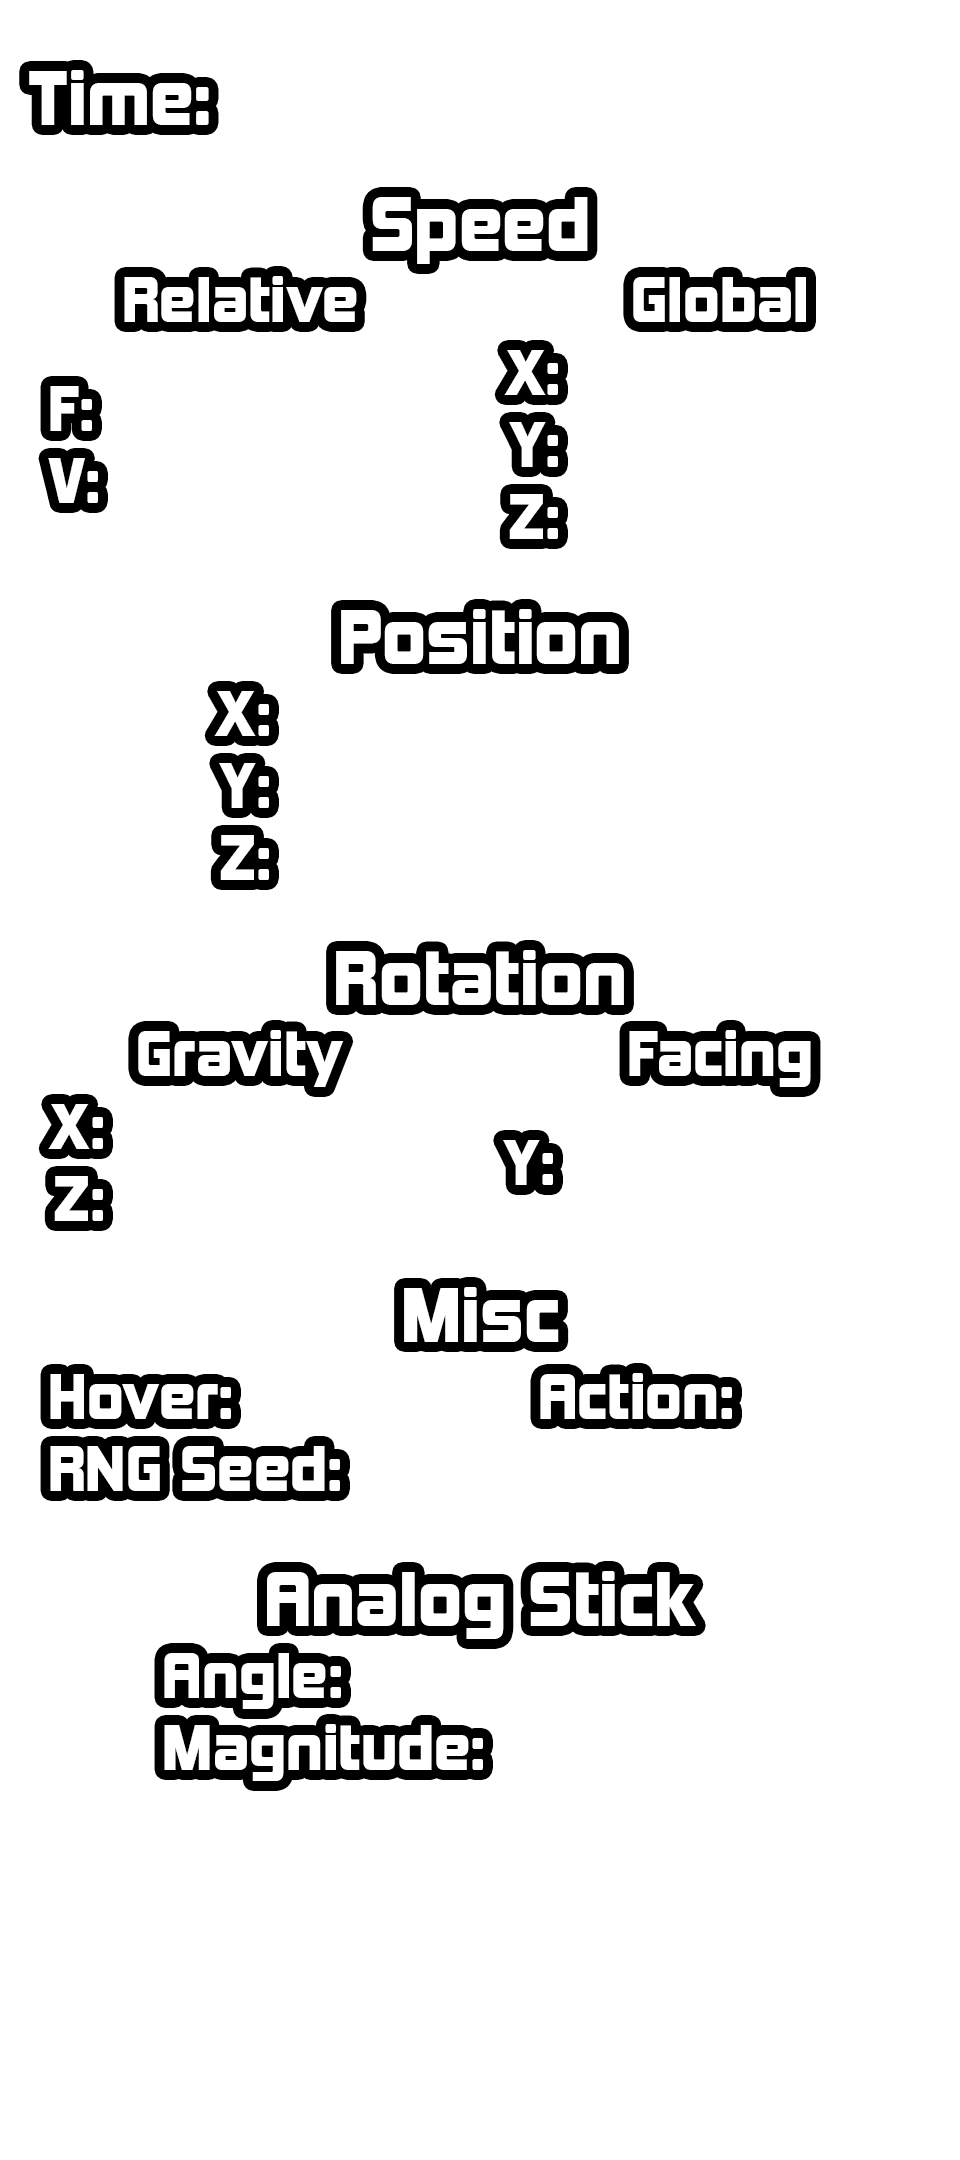 Time:
Speed
Relative Global
X:
F:
Y:
V:
Z:
Position
X:
Y:
Z:
Rotation
Gravity Facing
X:
Y:
Z:
Misc
Hover: Action:
RNG Seed:
Analog Stick
Angle:
Magnitude: